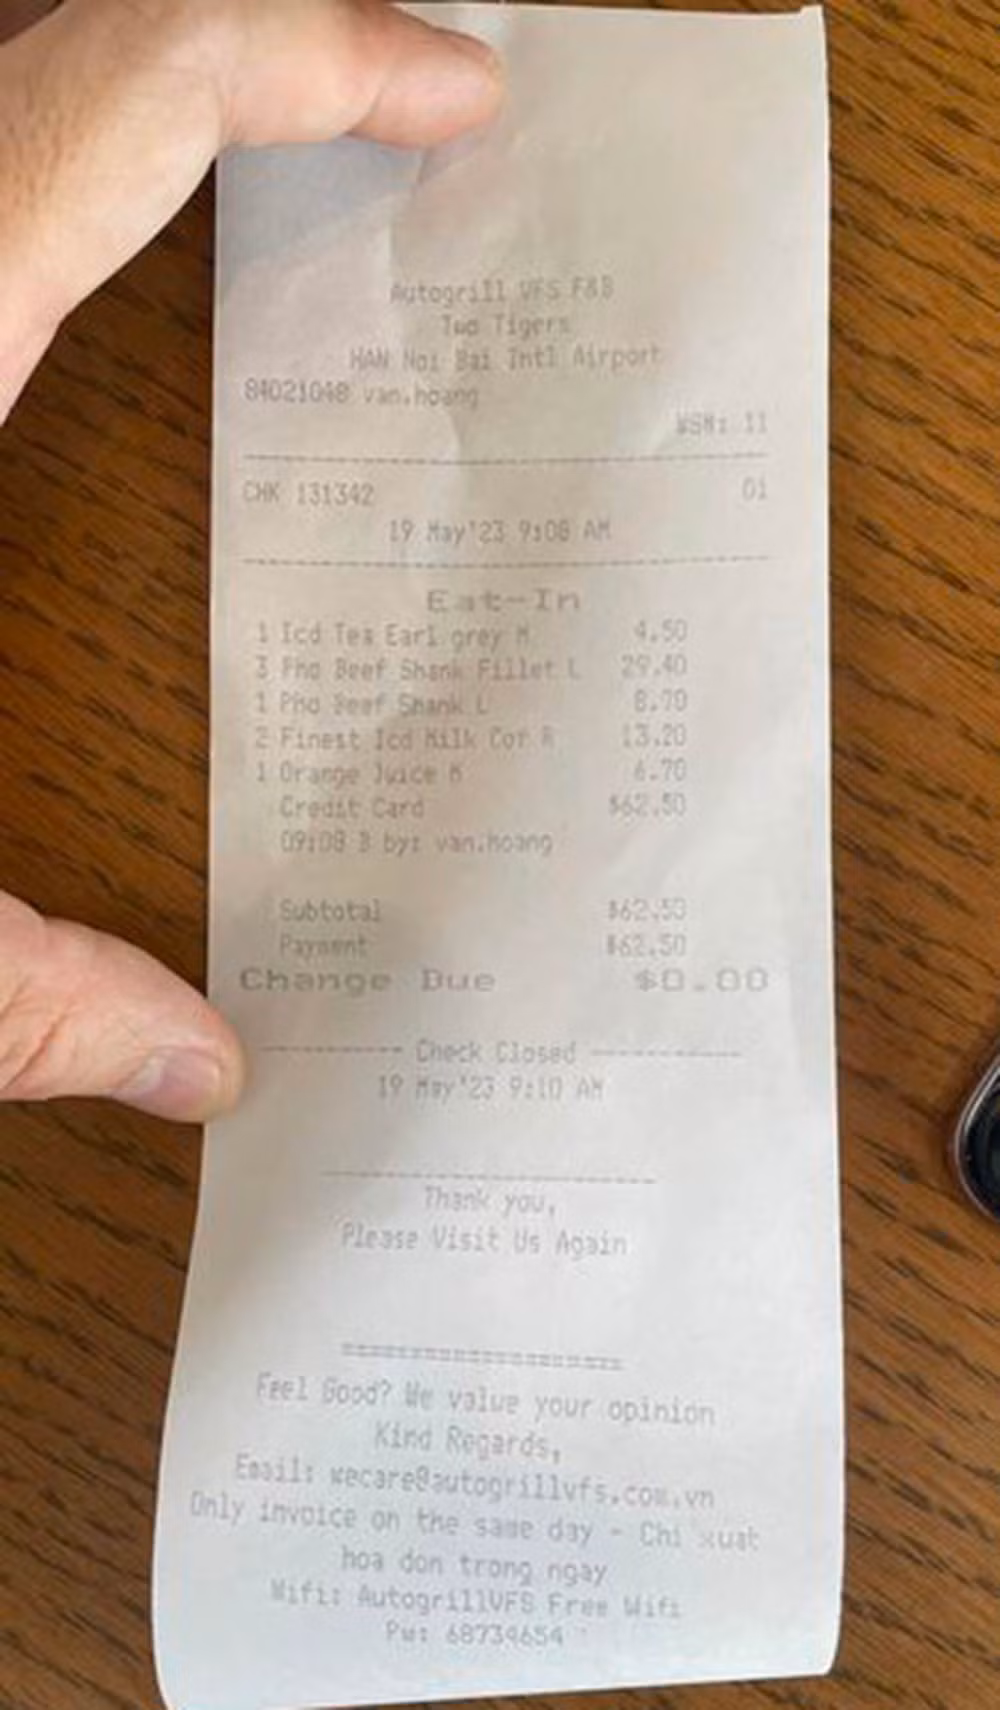 Autogrill VFS F&B
Two Tigers
HAN Noi Bai Intl Airport
84021048 van.hoang
WSN: 11
CHK 131342 01
19 May'23 9:08 AM
Eat-In
1 Icd Tea Earl grey M 4.50
3 Pho Beef Shank Fillet L 29.40
1 Pho Beef Shank L 8.70
2 Finest Icd Milk Cof R 13.20
1 Orange Juice M 6.70
Credit Card $62.50
09:08 B by: van.hoang
Subtotal $62.50
Payment $62.50
Change Due $0.00
Check Closed
19 May'23 9:10 AM
Thank you,
Please Visit Us Again
Feel Good? We value your opinion
Kind Regards,
Email: wecare@autogrillvfs.com.vn
Only invoice on the same day - Chi xuat
hoa don trong ngay
Wifi: AutogrillVFS Free Wifi
Pw: 68734654